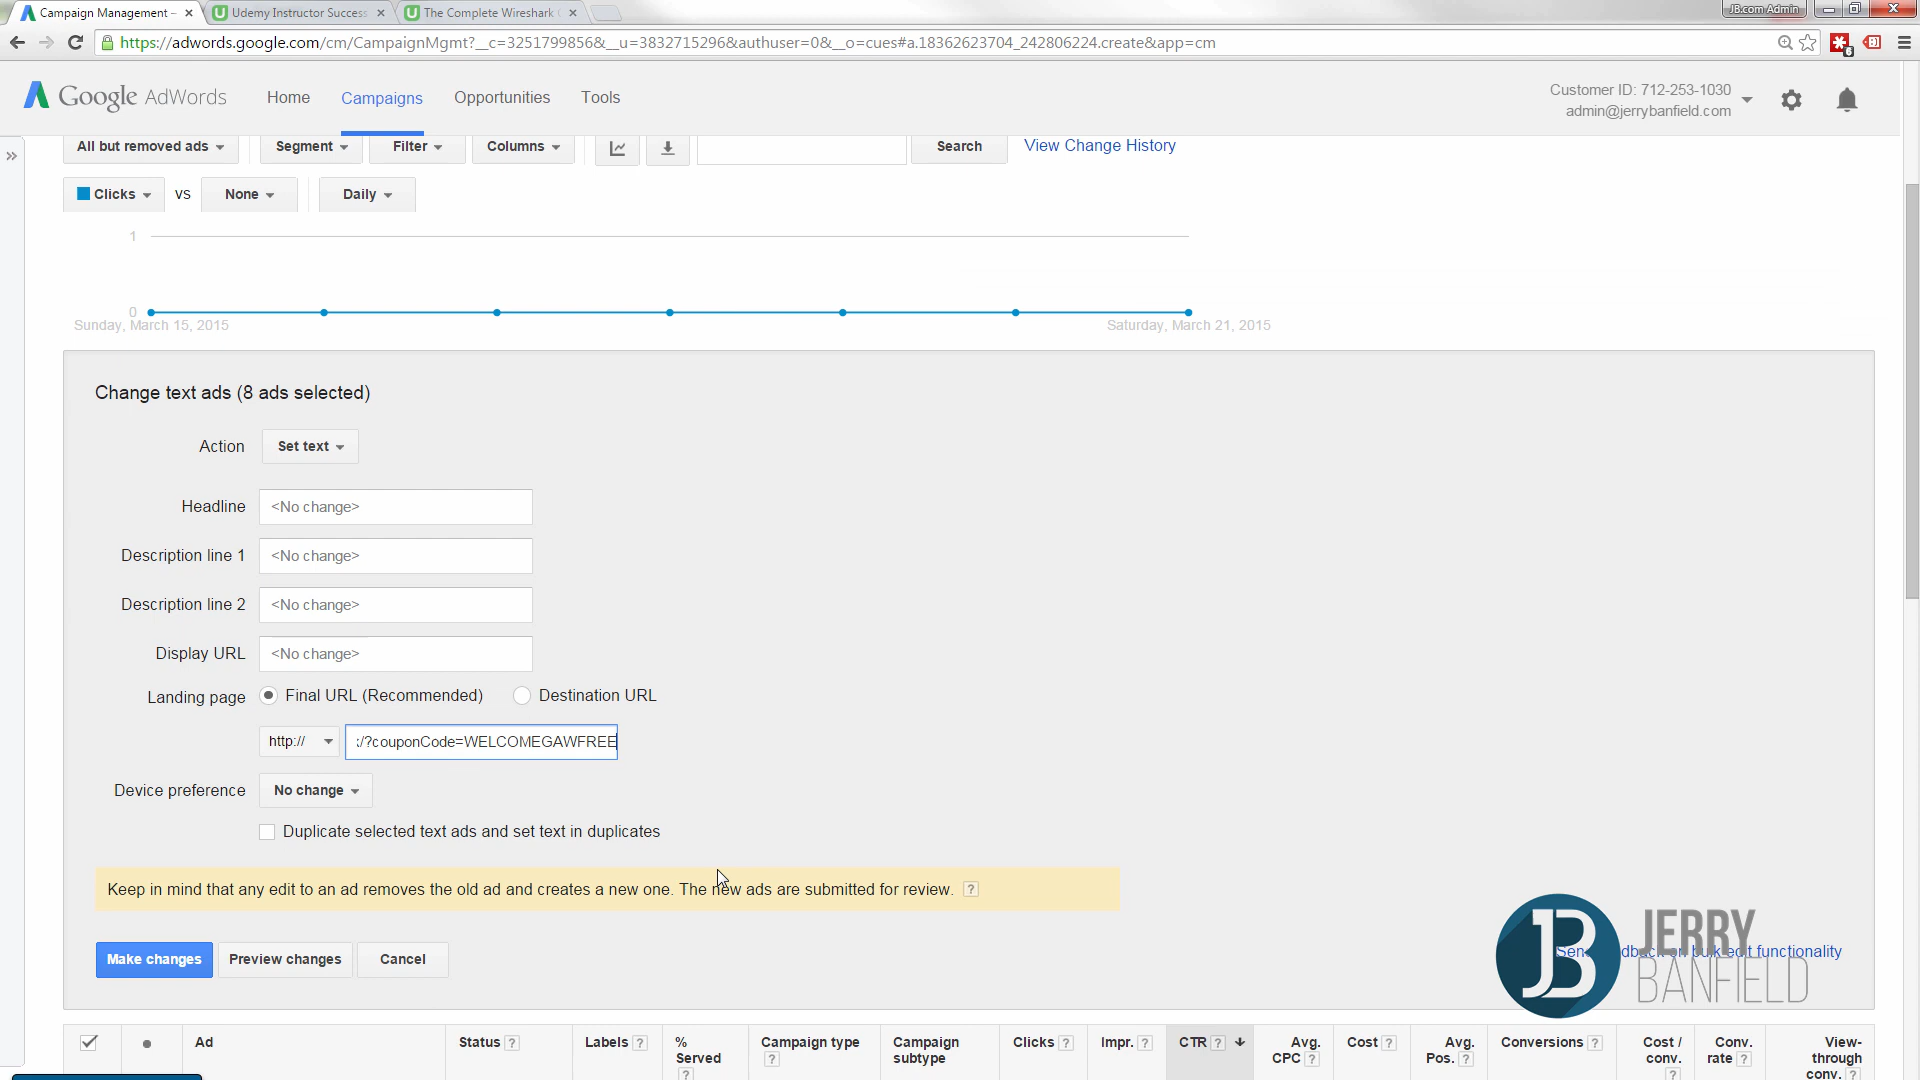 Campaign Management –
Udemy Instructor Success
The Complete Wireshark
JB.com Admin
https://adwords.google.com/cm/CampaignMgmt?__c=3251799856&__u=3832715296&authuser=0&__o=cues#a.18362623704_242806224.create&app=cm
6
Google AdWords
Home
Campaigns
Opportunities
Tools
Customer ID: 712-253-1030
admin@jerrybanfield.com
All but removed ads
Segment
Filter
Columns
Search
View Change History
Clicks
VS
None
Daily
1
0
Sunday, March 15, 2015
Saturday, March 21, 2015
Change text ads (8 ads selected)
Action
Set text
Headline
<No change>
Description line 1
<No change>
Description line 2
<No change>
Display URL
<No change>
Landing page
Final URL (Recommended)
Destination URL
http://
/?couponCode=WELCOMEGAWFREE
Device preference
No change
Duplicate selected text ads and set text in duplicates
Keep in mind that any edit to an ad removes the old ad and creates a new one. The new ads are submitted for review. ?
Make changes
Preview changes
Cancel
on bulk edit functionality
JB JERRY
BANFIELD
Ad
Status ?
Labels ?
% Served ?
Campaign type ?
Campaign subtype
Clicks ?
Impr. ?
CTR ?
Avg. CPC ?
Cost ?
Avg. Pos. ?
Conversions ?
Cost / conv. ?
Conv. rate ?
View-through conv. ?